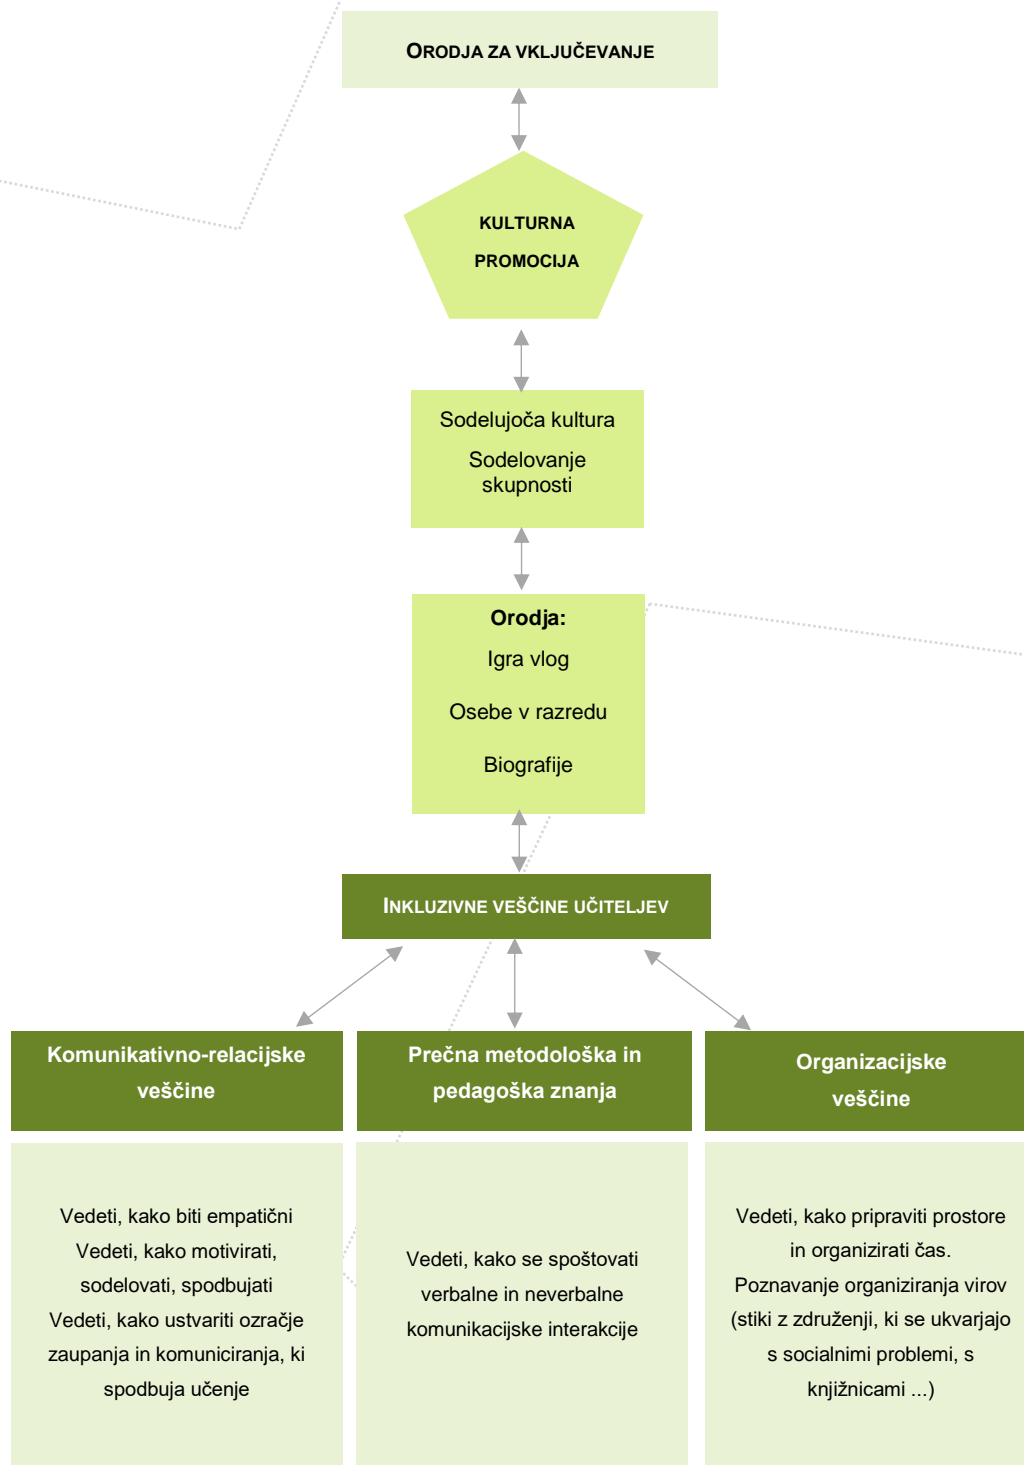 ORODJA ZA VKLJUČEVANJE
KULTURNA
PROMOCIJA
Sodelujoča kultura
Sodelovanje
skupnosti
Orodja:
Igra vlog
Osebe v razredu
Biografije
INKLUZIVNE VEŠČINE UČITELJEV
Komunikativno-relacijske
veščine
Prečna metodološka in
pedagoška znanja
Organizacijske
veščine
Vedeti, kako biti empatični
Vedeti, kako motivirati,
sodelovati, spodbujati
Vedeti, kako ustvariti ozračje
zaupanja in komuniciranja, ki
spodbuja učenje
Vedeti, kako se spoštovati
verbalne in neverbalne
komunikacijske interakcije
Vedeti, kako pripraviti prostore
in organizirati čas.
Poznavanje organiziranja virov
(stiki z združenji, ki se ukvarjajo
s socialnimi problemi, s
knjižnicami ...)